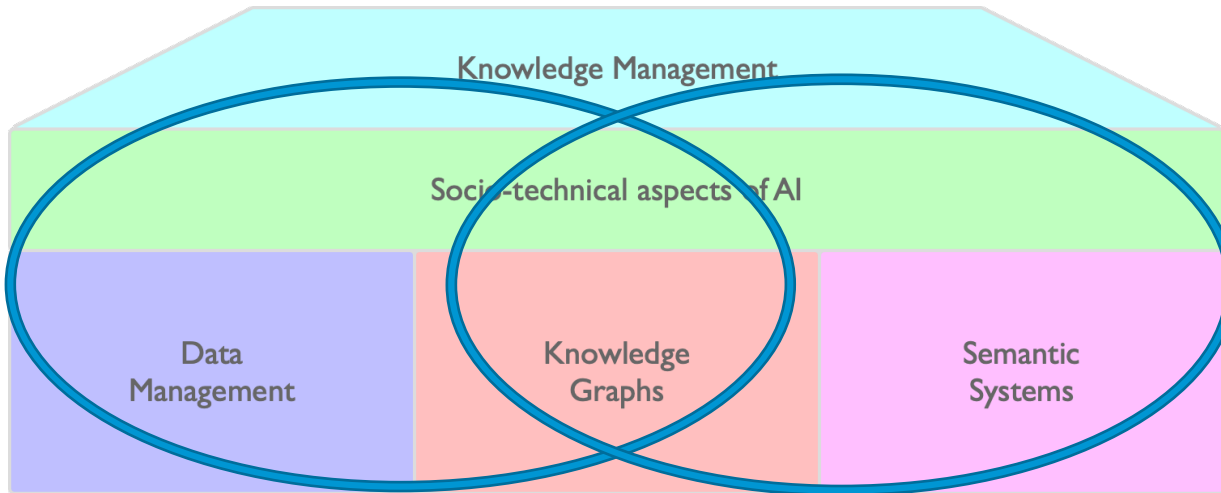 Knowledge Management
Socio-technical aspects of AI
Data
Management
Knowledge
Graphs
Semantic
Systems